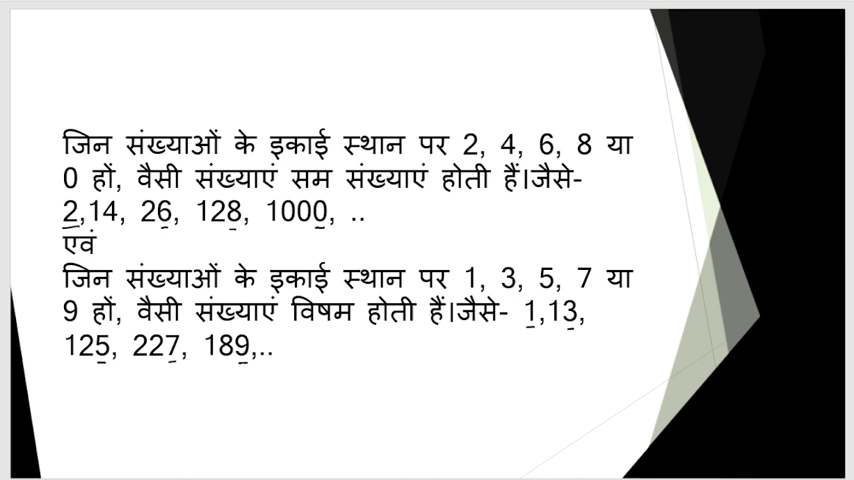 जिन संख्याओं के इकाई स्थान पर 2, 4, 6, 8 या
0 हों, वैसी संख्याएं सम संख्याएं होती हैं।जैसे-
2,14, 26, 128, 1000, ..
एवं
जिन संख्याओं के इकाई स्थान पर 1, 3, 5, 7 या
9 हों, वैसी संख्याएं विषम होती हैं।जैसे- 1,13,
125, 227, 189,..